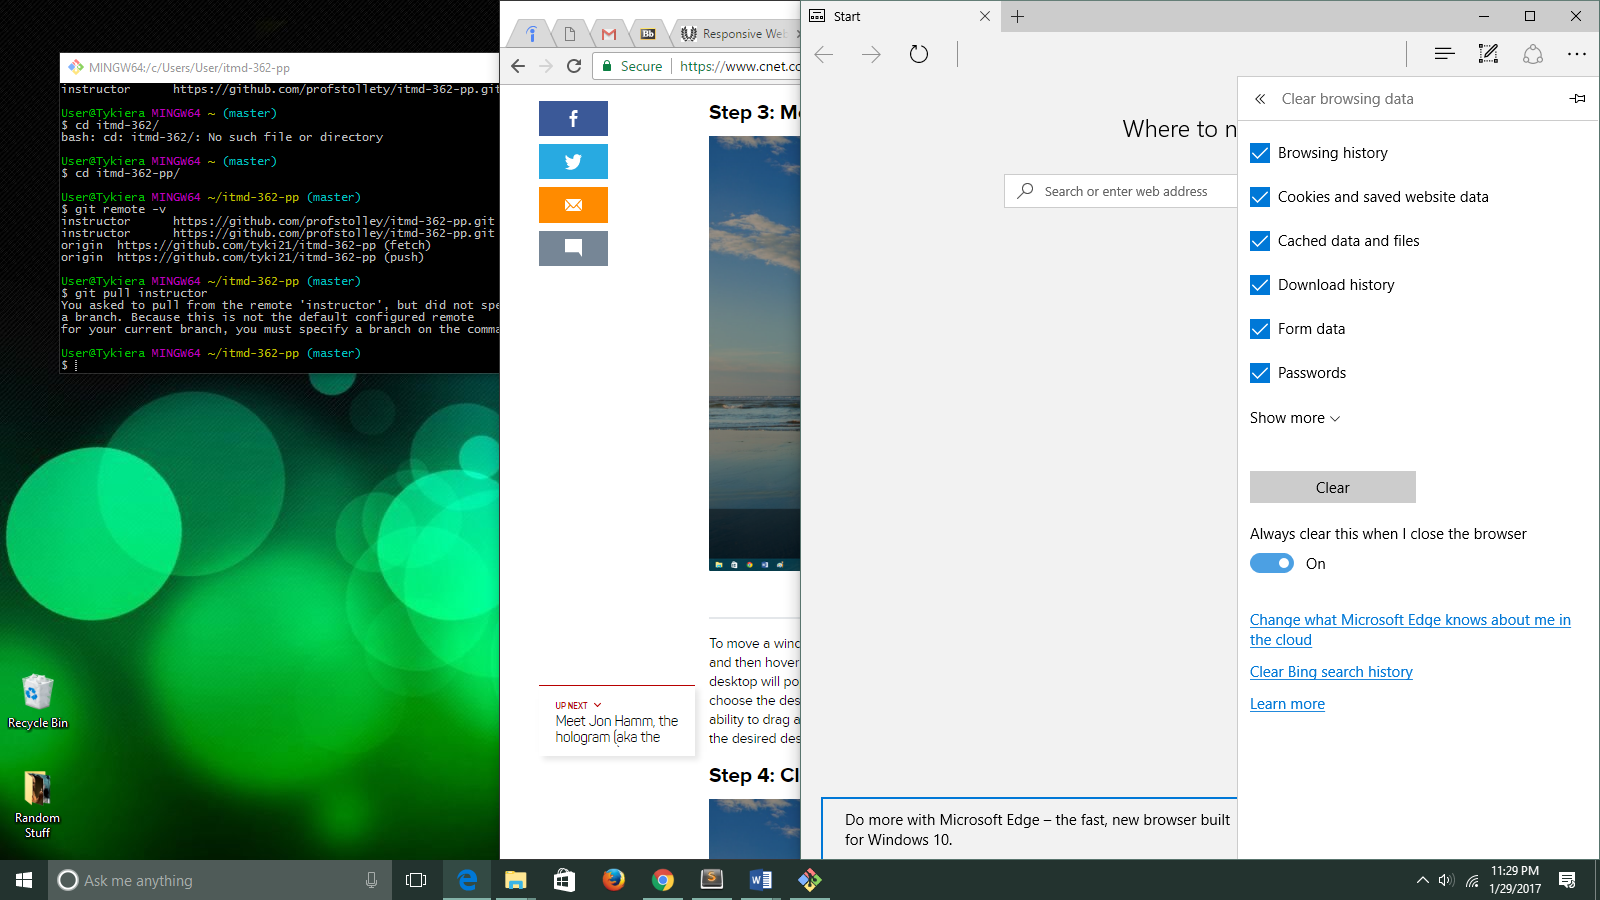 MINGW64:/c/Users/User/itmd-362-pp
instructor https://github.com/profstollety/itmd-362-pp.git
User@Tykiera MINGW64 ~ (master)
$ cd itmd-362/
bash: cd: itmd-362/: No such file or directory
User@Tykiera MINGW64 ~ (master)
$ cd itmd-362-pp/
User@Tykiera MINGW64 ~/itmd-362-pp (master)
$ git remote -v
instructor https://github.com/profstolley/itmd-362-pp.git
instructor https://github.com/profstolley/itmd-362-pp.git
origin https://github.com/tyki21/itmd-362-pp (fetch)
origin https://github.com/tyki21/itmd-362-pp (push)
User@Tykiera MINGW64 ~/itmd-362-pp (master)
$ git pull instructor
You asked to pull from the remote 'instructor', but did not spe
a branch. Because this is not the default configured remote
for your current branch, you must specify a branch on the comma
User@Tykiera MINGW64 ~/itmd-362-pp (master)
$
Recycle Bin
Random
Stuff
Bb
Responsive Web
Secure
https://www.cnet.co
Step 3: Mo
To move a wind
and then hover
desktop will po
choose the des
ability to drag a
the desired des
UP NEXT
Meet Jon Hamm, the
hologram (aka the
Step 4: Cl
Start
Where to n
Search or enter web address
Do more with Microsoft Edge – the fast, new browser built
for Windows 10.
Clear browsing data
Browsing history
Cookies and saved website data
Cached data and files
Download history
Form data
Passwords
Show more
Clear
Always clear this when I close the browser
On
Change what Microsoft Edge knows about me in
the cloud
Clear Bing search history
Learn more
Ask me anything
11:29 PM
1/29/2017